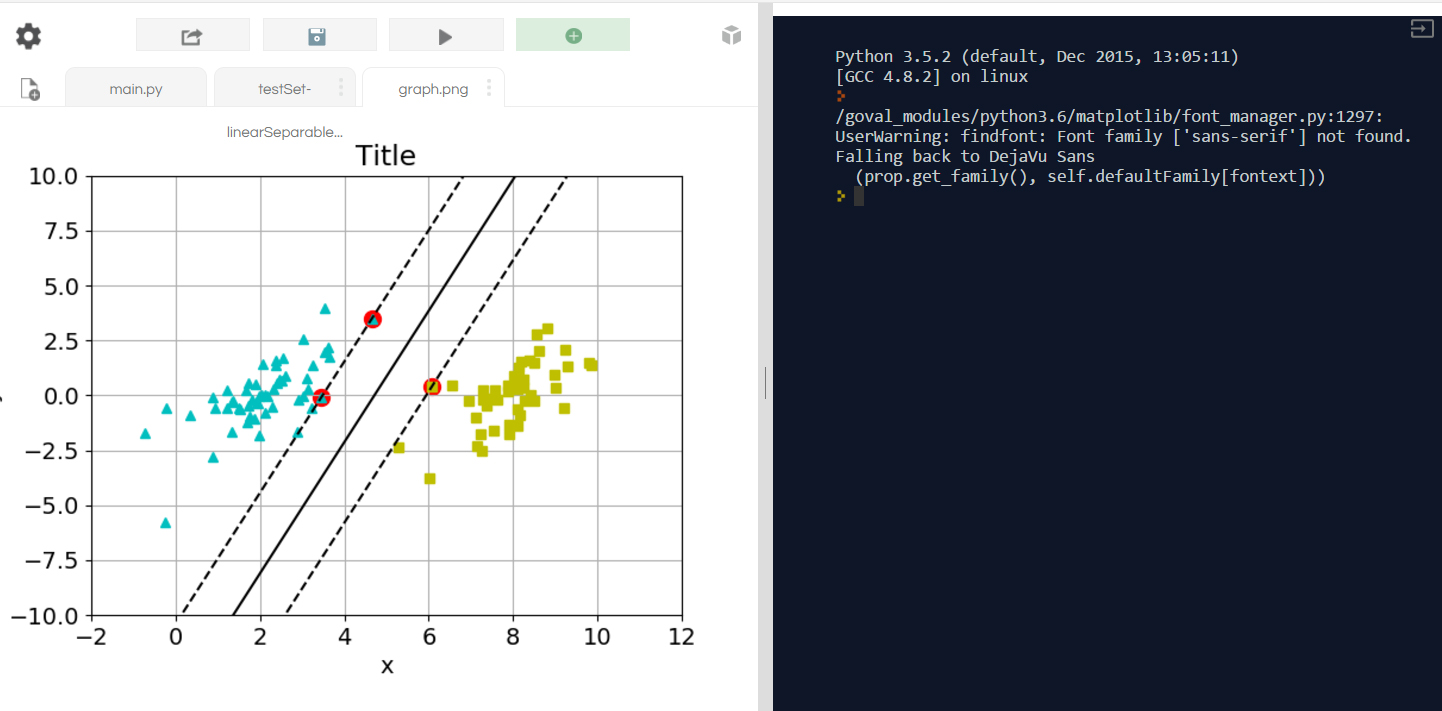 main.py
testSet-
graph.png
linearSeparable...
Title
10.0
7.5
5.0
2.5
0.0
−2.5
−5.0
−7.5
−10.0
−2 0 2 4 6 8 10 12
x
Python 3.5.2 (default, Dec 2015, 13:05:11)
[GCC 4.8.2] on linux
/goval_modules/python3.6/matplotlib/font_manager.py:1297:
UserWarning: findfont: Font family ['sans-serif'] not found.
Falling back to DejaVu Sans
(prop.get_family(), self.defaultFamily[fontext]))